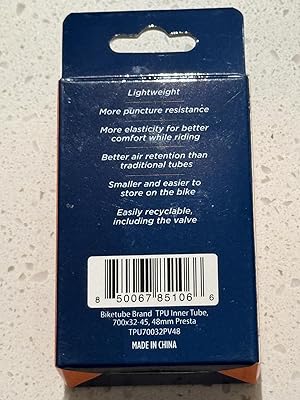 Lightweight
More puncture resistance
More elasticity for better
comfort while riding
Better air retention than
traditional tubes
Smaller and easier to
store on the bike
Easily recyclable,
including the valve
8 50067 85106 6
Biketube Brand TPU Inner Tube,
700x32-45, 48mm Presta
TPU70032PV48
MADE IN CHINA